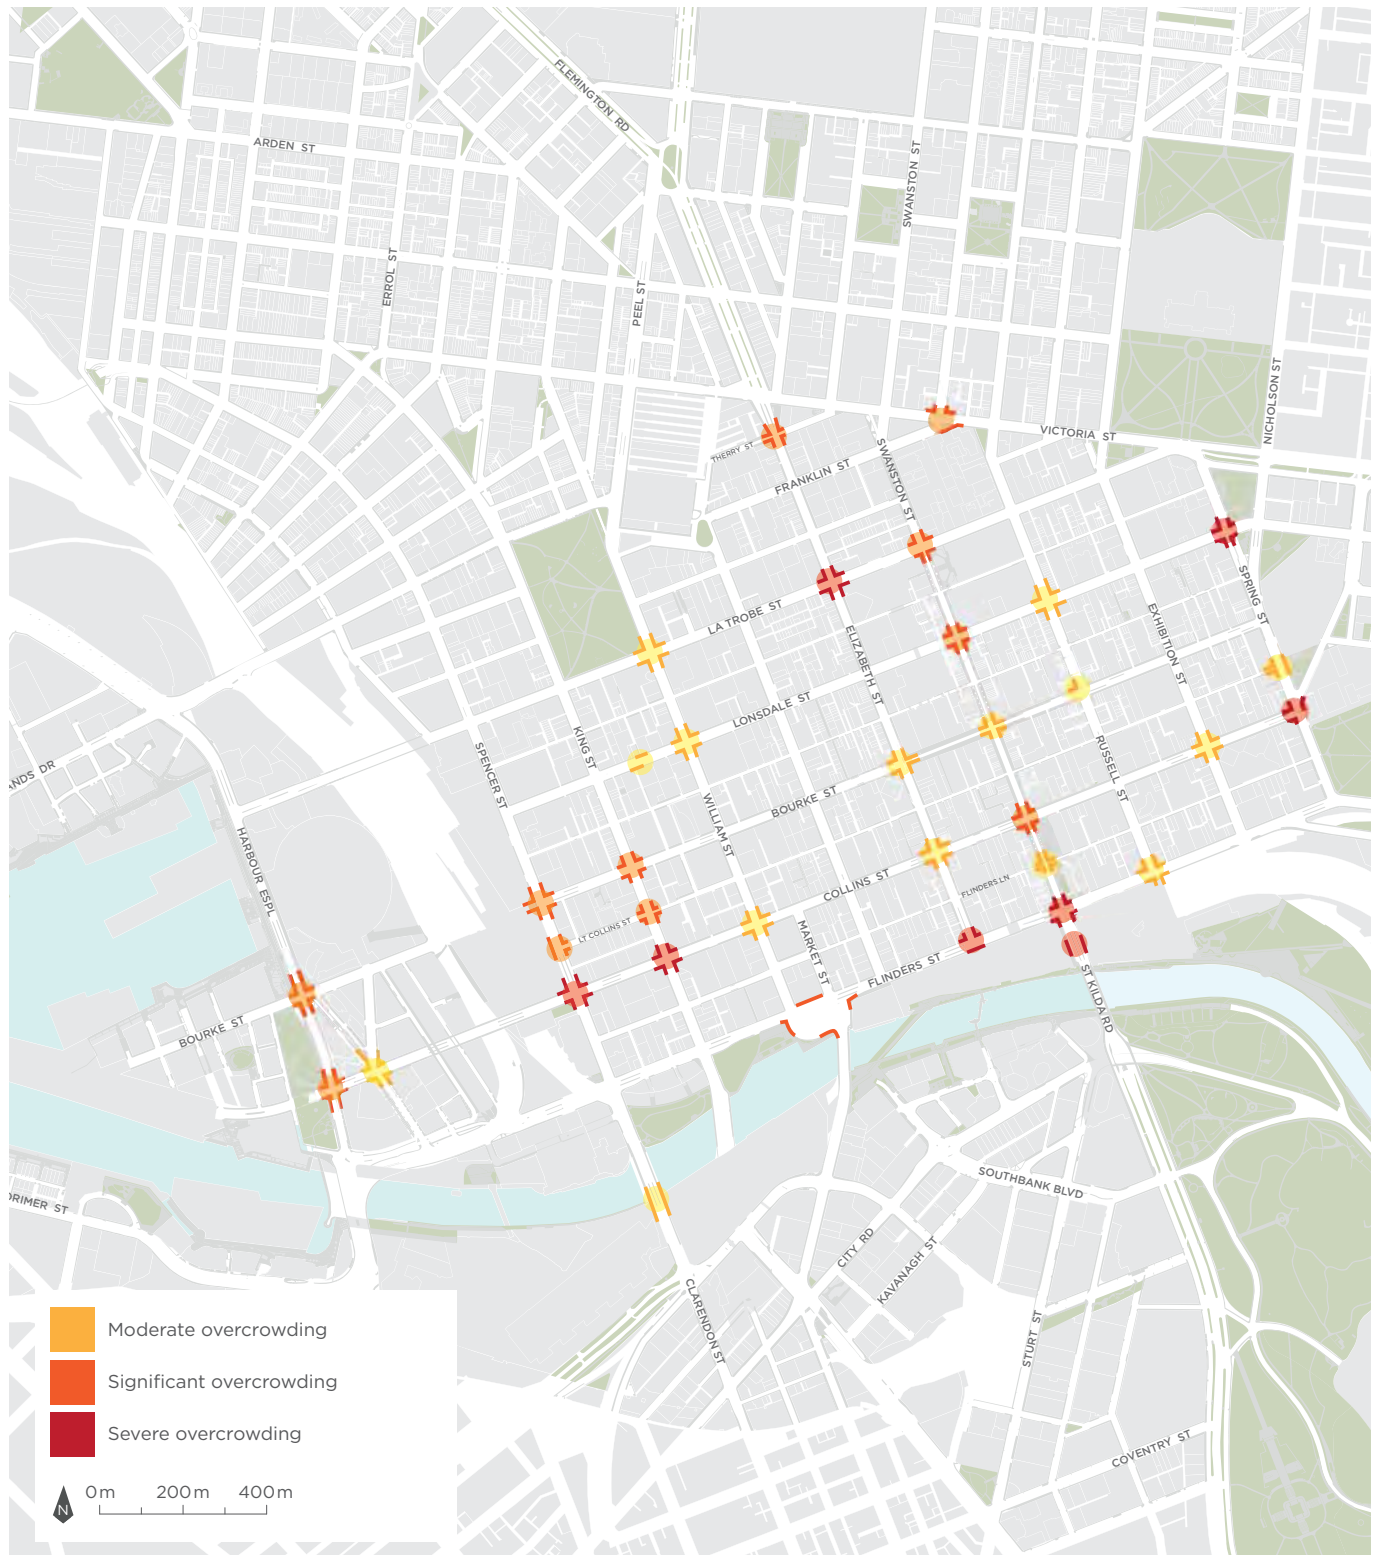 FLEMINGTON RD
ARDEN ST
SWANSTON ST
ERROL ST
PEEL ST
NICHOLSON ST
VICTORIA ST
THERRY ST
SWANSTON ST
FRANKLIN ST
SPRING ST
LA TROBE ST
EXHIBITION ST
ELIZABETH ST
LONSDALE ST
KING ST
SPENCER ST
RUSSELL ST
ANDS DR
BOURKE ST
WILLIAM ST
HARBOUR ESPL
COLLINS ST
FLINDERS LN
LT COLLINS ST
MARKET ST
FLINDERS ST
ST KILDA RD
BOURKE ST
SOUTHBANK BLVD
ORIMER ST
CITY RD
KAVANAGH ST
CLARENDON ST
STURT ST
COVENTRY ST
Moderate overcrowding
Significant overcrowding
Severe overcrowding
0m 200m 400m
N